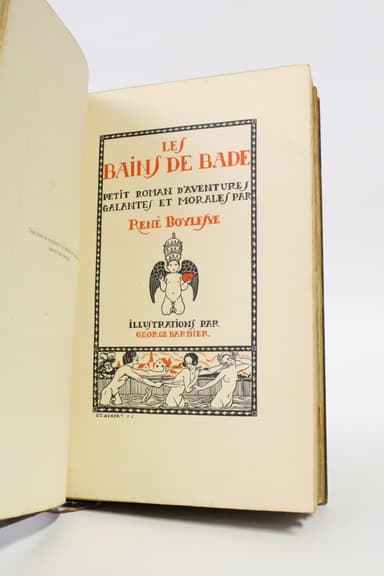 LES
BAINS DE BADE
PETIT ROMAN D'AVENTURES
GALANTES ET MORALES PAR
RENÉ BOYLESVE
ILLUSTRATIONS PAR
GEORGE BARBIER